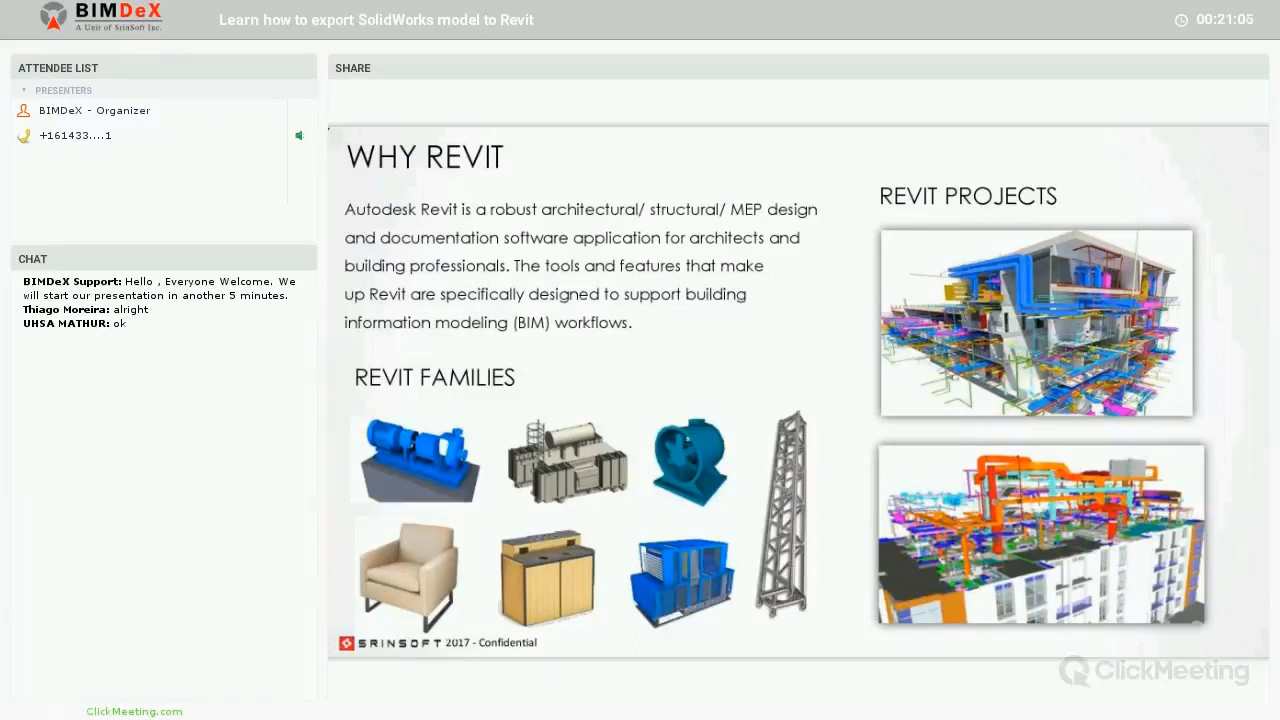 BIMDeX
A Unit of SrinSoft Inc.
Learn how to export SolidWorks model to Revit
00:21:05
ATTENDEE LIST
PRESENTERS
BIMDeX - Organizer
+161433....1
CHAT
BIMDeX Support: Hello , Everyone Welcome. We
will start our presentation in another 5 minutes.
Thiago Moreira: alright
UHSA MATHUR: ok
ClickMeeting.com
SHARE
WHY REVIT
Autodesk Revit is a robust architectural/ structural/ MEP design
and documentation software application for architects and
building professionals. The tools and features that make
up Revit are specifically designed to support building
information modeling (BIM) workflows.
REVIT FAMILIES
REVIT PROJECTS
SRINSOFT 2017 - Confidential
ClickMeeting